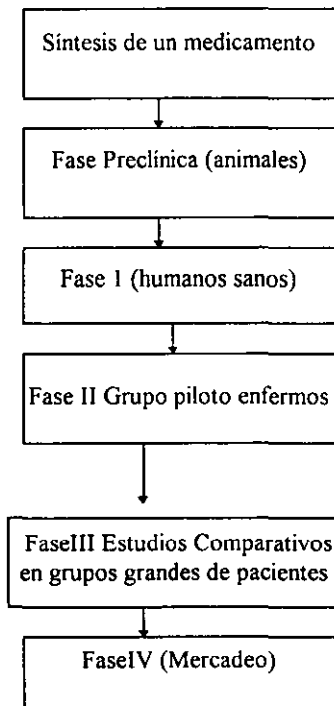 Síntesis de un medicamento
Fase Preclínica (animales)
Fase 1 (humanos sanos)
Fase II Grupo piloto enfermos
FaseIII Estudios Comparativos
en grupos grandes de pacientes
FaseIV (Mercadeo)